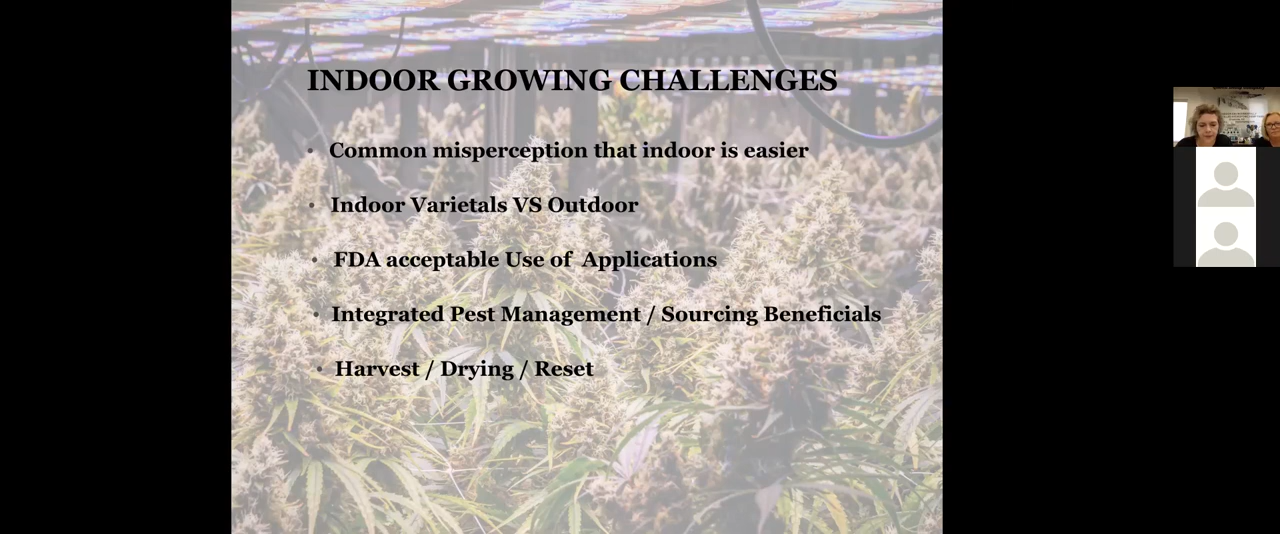 INDOOR GROWING CHALLENGES
• Common misperception that indoor is easier
• Indoor Varietals VS Outdoor
• FDA acceptable Use of Applications
• Integrated Pest Management / Sourcing Beneficials
• Harvest / Drying / Reset